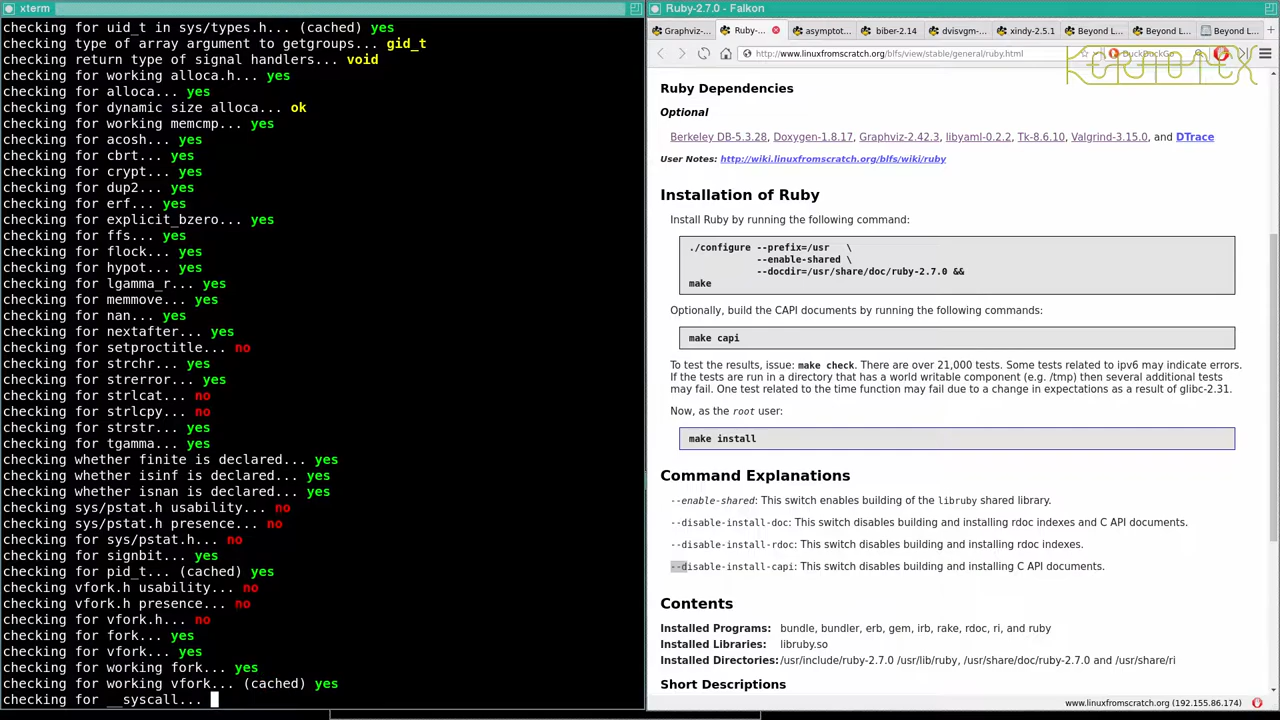 xterm
checking for uid_t in sys/types.h... (cached) yes
checking type of array argument to getgroups... gid_t
checking return type of signal handlers... void
checking for working alloca.h... yes
checking for alloca... yes
checking for dynamic size alloca... ok
checking for working memcmp... yes
checking for acosh... yes
checking for cbrt... yes
checking for crypt... yes
checking for dup2... yes
checking for erf... yes
checking for explicit_bzero... yes
checking for ffs... yes
checking for flock... yes
checking for hypot... yes
checking for lgamma_r... yes
checking for memmove... yes
checking for nan... yes
checking for nextafter... yes
checking for setproctitle... no
checking for strchr... yes
checking for strerror... yes
checking for strlcat... no
checking for strlcpy... no
checking for strstr... yes
checking for tgamma... yes
checking whether finite is declared... yes
checking whether isinf is declared... yes
checking whether isnan is declared... yes
checking sys/pstat.h usability... no
checking sys/pstat.h presence... no
checking for sys/pstat.h... no
checking for signbit... yes
checking for pid_t... (cached) yes
checking vfork.h usability... no
checking vfork.h presence... no
checking for vfork.h... no
checking for fork... yes
checking for vfork... yes
checking for working fork... yes
checking for working vfork... (cached) yes
checking for __syscall...
Ruby-2.7.0 - Falkon
Graphviz-... Ruby-... asymptot... biber-2.14 dvisvgm-... xindy-2.5.1 Beyond L... Beyond L... Beyond L...
http://www.linuxfromscratch.org/blfs/view/stable/general/ruby.html DuckDuckGo
Ruby Dependencies
Optional
Berkeley DB-5.3.28, Doxygen-1.8.17, Graphviz-2.42.3, libyaml-0.2.2, Tk-8.6.10, Valgrind-3.15.0, and DTrace
User Notes: http://wiki.linuxfromscratch.org/blfs/wiki/ruby
Installation of Ruby
Install Ruby by running the following command:
./configure --prefix=/usr \
--enable-shared \
--docdir=/usr/share/doc/ruby-2.7.0 &&
make
Optionally, build the CAPI documents by running the following commands:
make capi
To test the results, issue: make check. There are over 21,000 tests. Some tests related to ipv6 may indicate errors.
If the tests are run in a directory that has a world writable component (e.g. /tmp) then several additional tests
may fail. One test related to the time function may fail due to a change in expectations as a result of glibc-2.31.
Now, as the root user:
make install
Command Explanations
--enable-shared: This switch enables building of the libruby shared library.
--disable-install-doc: This switch disables building and installing rdoc indexes and C API documents.
--disable-install-rdoc: This switch disables building and installing rdoc indexes.
--disable-install-capi: This switch disables building and installing C API documents.
Contents
Installed Programs: bundle, bundler, erb, gem, irb, rake, rdoc, ri, and ruby
Installed Libraries: libruby.so
Installed Directories: /usr/include/ruby-2.7.0 /usr/lib/ruby, /usr/share/doc/ruby-2.7.0 and /usr/share/ri
Short Descriptions
www.linuxfromscratch.org (192.155.86.174)